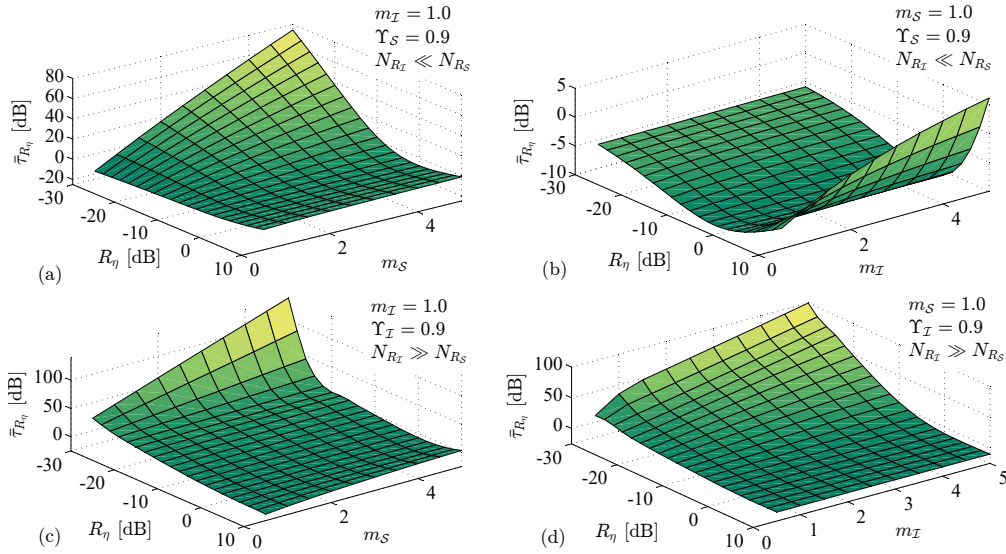 m_I = 1.0
Υ_S = 0.9
N_{R_I} ≪ N_{R_S}
80
60
40
20
0
-20
τ̄_{R_η} [dB]
-30
-20
-10
0
10
R_η [dB]
0
2
4
m_S
(a)
m_S = 1.0
Υ_S = 0.9
N_{R_I} ≪ N_{R_S}
5
0
-5
-10
τ̄_{R_η} [dB]
-30
-20
-10
0
10
R_η [dB]
0
2
4
m_I
(b)
m_I = 1.0
Υ_I = 0.9
N_{R_I} ≫ N_{R_S}
100
50
0
τ̄_{R_η} [dB]
-30
-20
-10
0
10
R_η [dB]
0
2
4
m_S
(c)
m_S = 1.0
Υ_I = 0.9
N_{R_I} ≫ N_{R_S}
100
50
0
τ̄_{R_η} [dB]
-30
-20
-10
0
10
R_η [dB]
0
1
2
3
4
5
m_I
(d)